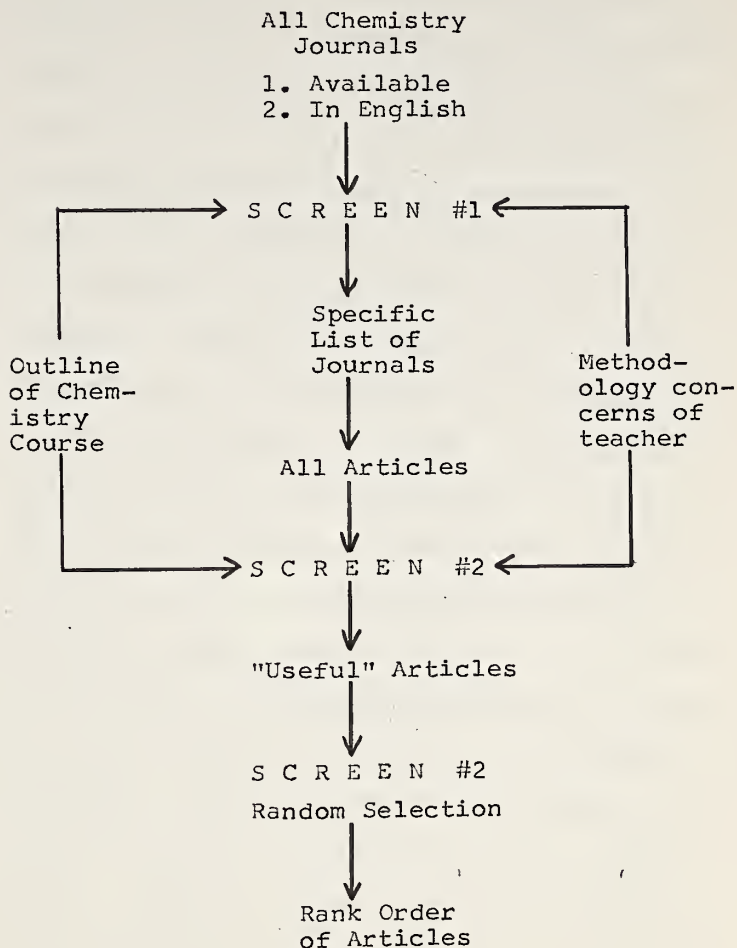 All Chemistry
Journals
1. Available
2. In English
S C R E E N #1
Specific
List of
Journals
Outline
of Chem-
istry
Course
Method-
ology con-
cerns of
teacher
All Articles
S C R E E N #2
"Useful" Articles
S C R E E N #2
Random Selection
Rank Order
of Articles